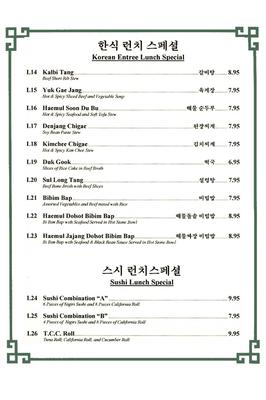 한식 런치 스페셜
Korean Entree Lunch Special
L14 Kalbi Tang 갈비탕 8.95
Beef Short Rib Stew
L15 Yuk Gae Jang 육계장 7.95
Hot & Spicy Sliced Beef and Vegetable Soup
L16 Haemul Soon Du Bu 해물 순두부 7.95
Hot & Spicy Seafood and Soft Tofu Stew
L17 Denjang Chigae 된장찌게 7.95
Soy Bean Paste Stew
L18 Kimchee Chigae 김치찌게 7.95
Hot & Spicy Kim Chee Stew
L19 Duk Gook 떡국 6.95
Slices of Rice Cake in Beef Broth
L20 Sul Long Tang 설렁탕 7.95
Beef Bone Broth with Beef Slices
L21 Bibim Bap 비빔밥 7.95
Assorted Vegetables and Beef mixed with Rice
L22 Haemul Dolsot Bibim Bap 해물돌솥 비빔밥 8.95
Bi Bim Bap with Seafood Served in Hot Stone Bowl
L23 Haemul Jajang Dolsot Bibim Bap 해물짜장 비빔밥 8.95
Bi Bim Bap with Seafood & Black Bean Sauce Served in Hot Stone Bowl
스시 런치스페셜
Sushi Lunch Special
L24 Sushi Combination "A" 9.95
6 Pieces of Nigiri Sushi and 6 Pieces California Roll
L25 Sushi Combination "B" 7.95
4 Pieces of Nigiri Sushi and 6 Pieces of California Roll
L26 T.C.C. Roll 9.95
Tuna Roll, California Roll, and Cucumber Roll